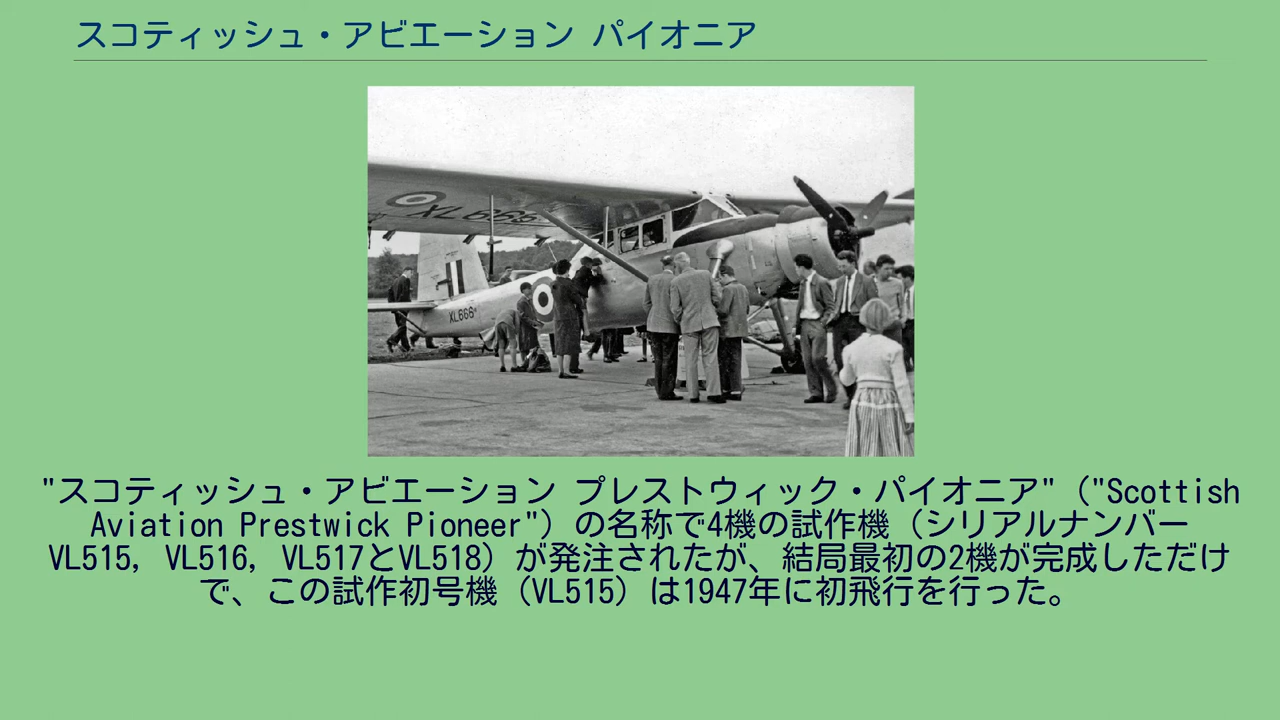 スコティッシュ・アビエーション パイオニア
XL666
XL666
"スコティッシュ・アビエーション プレストウィック・パイオニア"（"Scottish
Aviation Prestwick Pioneer"）の名称で4機の試作機（シリアルナンバー
VL515, VL516, VL517とVL518）が発注されたが、結局最初の2機が完成しただけ
で、この試作初号機（VL515）は1947年に初飛行を行った。